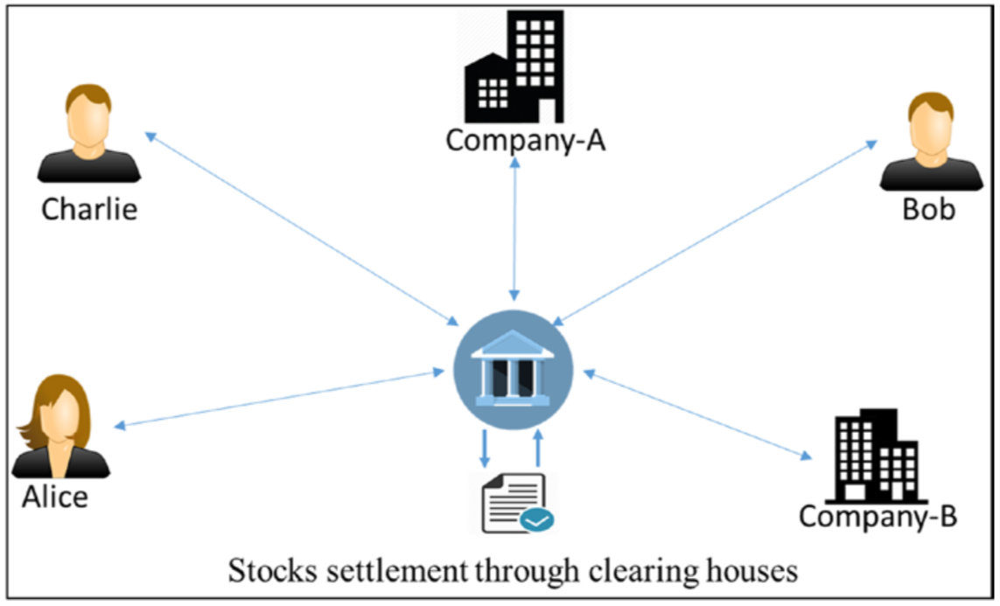 Company-A
Charlie
Bob
Alice
Company-B
Stocks settlement through clearing houses